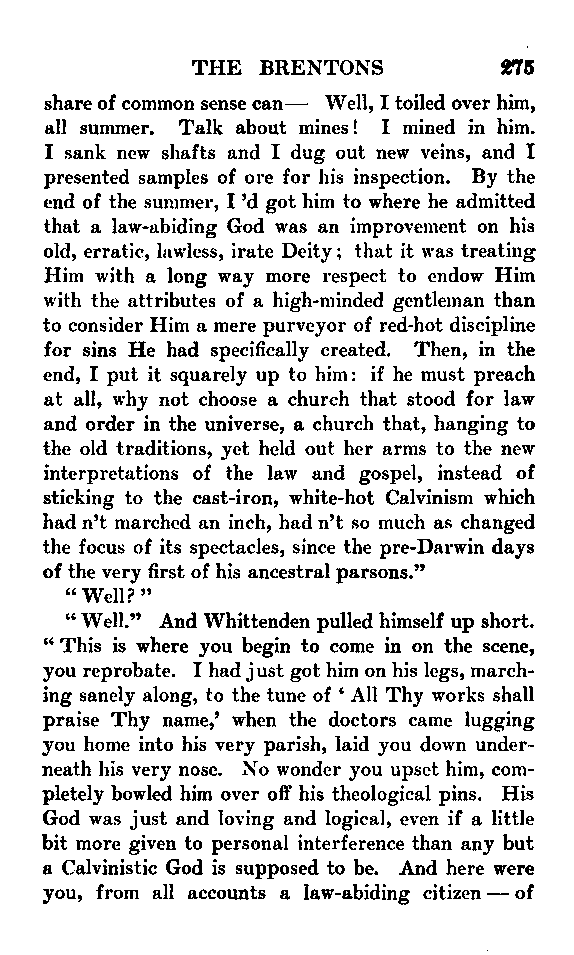 THE BRENTONS 275
share of common sense can— Well, I toiled over him,
all summer. Talk about mines! I mined in him.
I sank new shafts and I dug out new veins, and I
presented samples of ore for his inspection. By the
end of the summer, I 'd got him to where he admitted
that a law-abiding God was an improvement on his
old, erratic, lawless, irate Deity; that it was treating
Him with a long way more respect to endow Him
with the attributes of a high-minded gentleman than
to consider Him a mere purveyor of red-hot discipline
for sins He had specifically created. Then, in the
end, I put it squarely up to him: if he must preach
at all, why not choose a church that stood for law
and order in the universe, a church that, hanging to
the old traditions, yet held out her arms to the new
interpretations of the law and gospel, instead of
sticking to the cast-iron, white-hot Calvinism which
had n't marched an inch, had n't so much as changed
the focus of its spectacles, since the pre-Darwin days
of the very first of his ancestral parsons."
"Well?"
"Well." And Whittenden pulled himself up short.
"This is where you begin to come in on the scene,
you reprobate. I had just got him on his legs, march-
ing sanely along, to the tune of 'All Thy works shall
praise Thy name,' when the doctors came lugging
you home into his very parish, laid you down under-
neath his very nose. No wonder you upset him, com-
pletely bowled him over off his theological pins. His
God was just and loving and logical, even if a little
bit more given to personal interference than any but
a Calvinistic God is supposed to be. And here were
you, from all accounts a law-abiding citizen — of